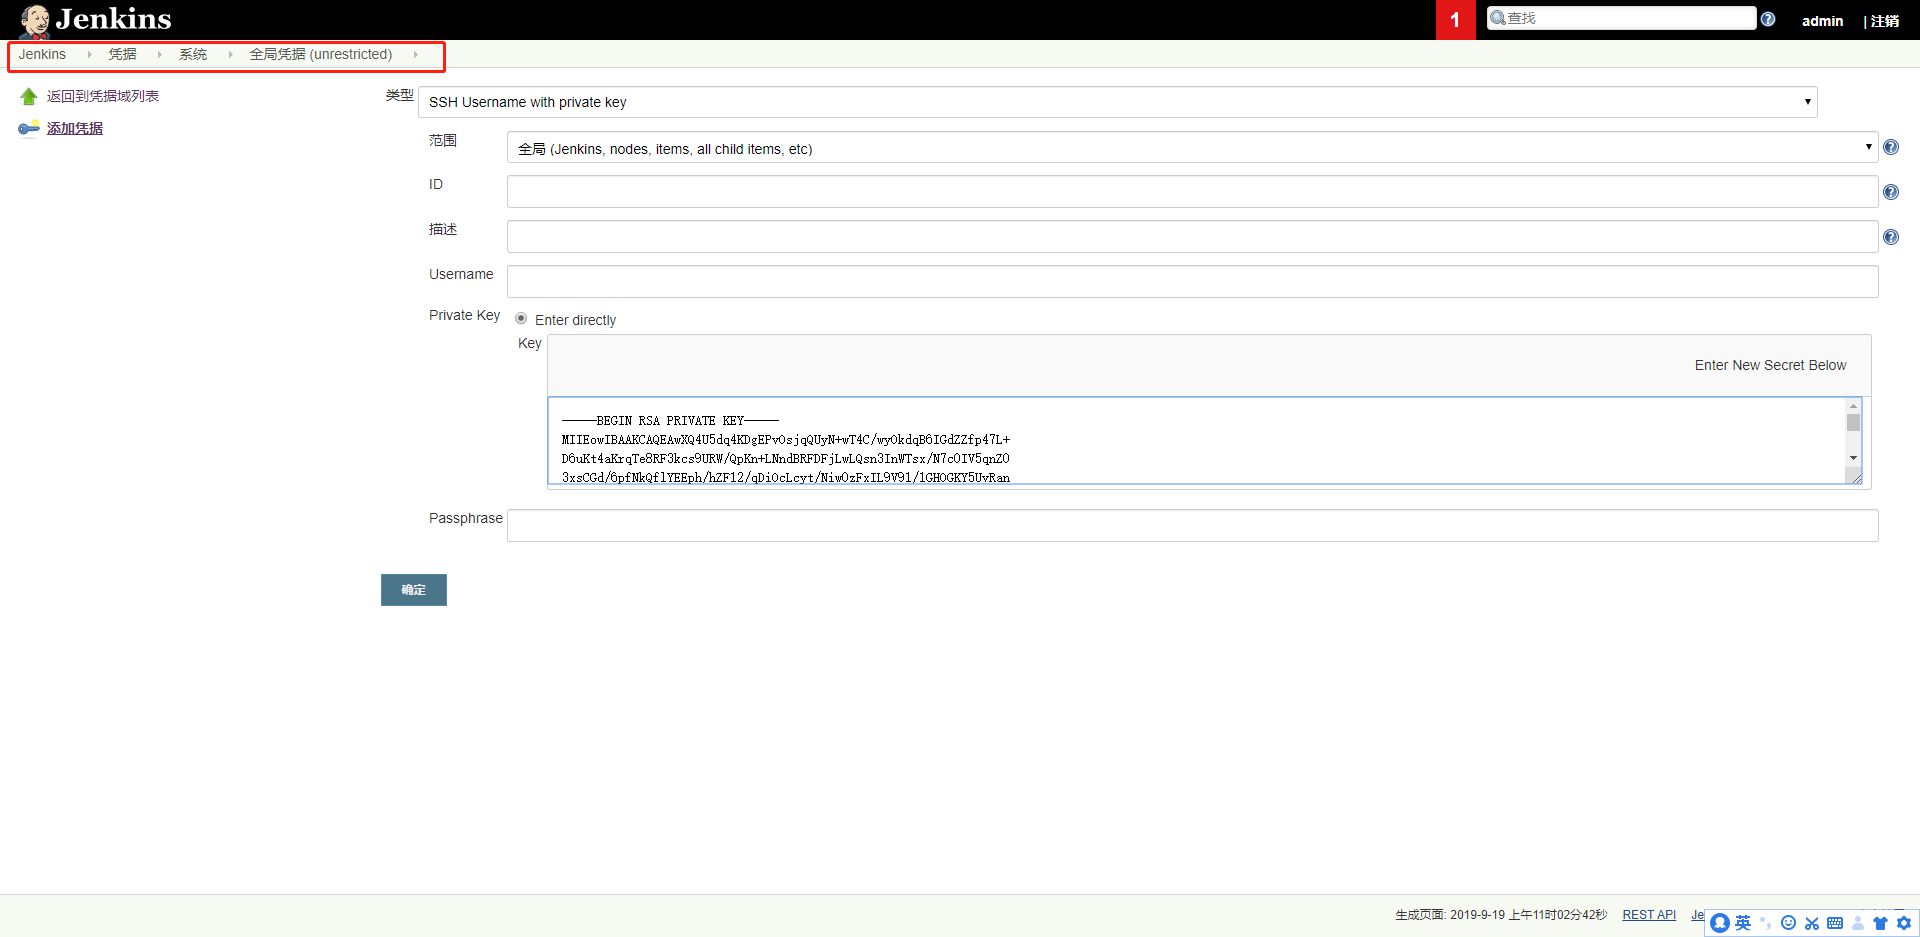 Jenkins
1
查找
admin
| 注销
Jenkins 凭据 系统 全局凭据 (unrestricted)
返回到凭据域列表
添加凭据
类型 SSH Username with private key
范围 全局 (Jenkins, nodes, items, all child items, etc)
ID
描述
Username
Private Key Enter directly
Key
Enter New Secret Below
-----BEGIN RSA PRIVATE KEY-----
MIIEowIBAAKCAQEAwXQ4U5dq4KDgEPvOsjqQUyN+wT4C/wyOkdqB6IGdZZfp47L+
D6uKt4aKrqTe8RF3kcs9URW/QpKn+LNndBRFDFjLwLQsn3InWTsx/N7c0IV5qnZ0
3xsCGd/6pfNkQflYEEph/hZF12/qDiOcLcyt/NiwOzFxIL9V91/1GHOGKY5UvRan
Passphrase
确定
生成页面: 2019-9-19 上午11时02分42秒 REST API Je
英